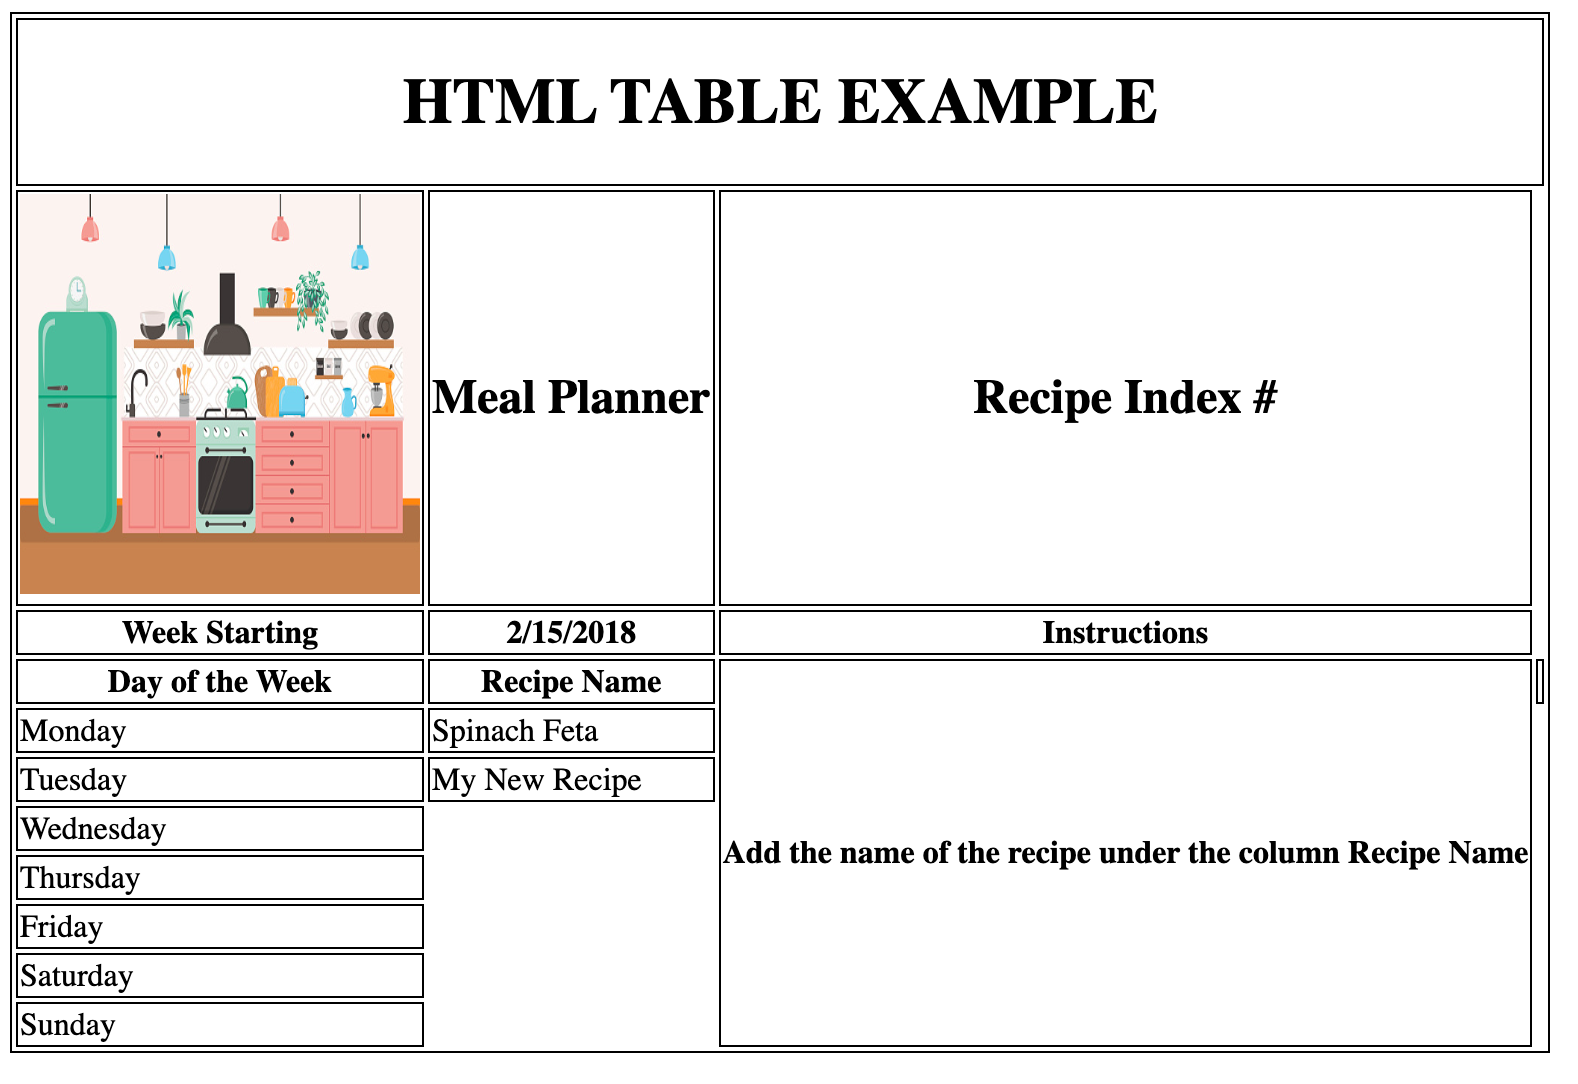 HTML TABLE EXAMPLE
Meal Planner
Recipe Index #
Week Starting
2/15/2018
Instructions
Day of the Week
Recipe Name
Add the name of the recipe under the column Recipe Name
Monday
Spinach Feta
Tuesday
My New Recipe
Wednesday
Thursday
Friday
Saturday
Sunday